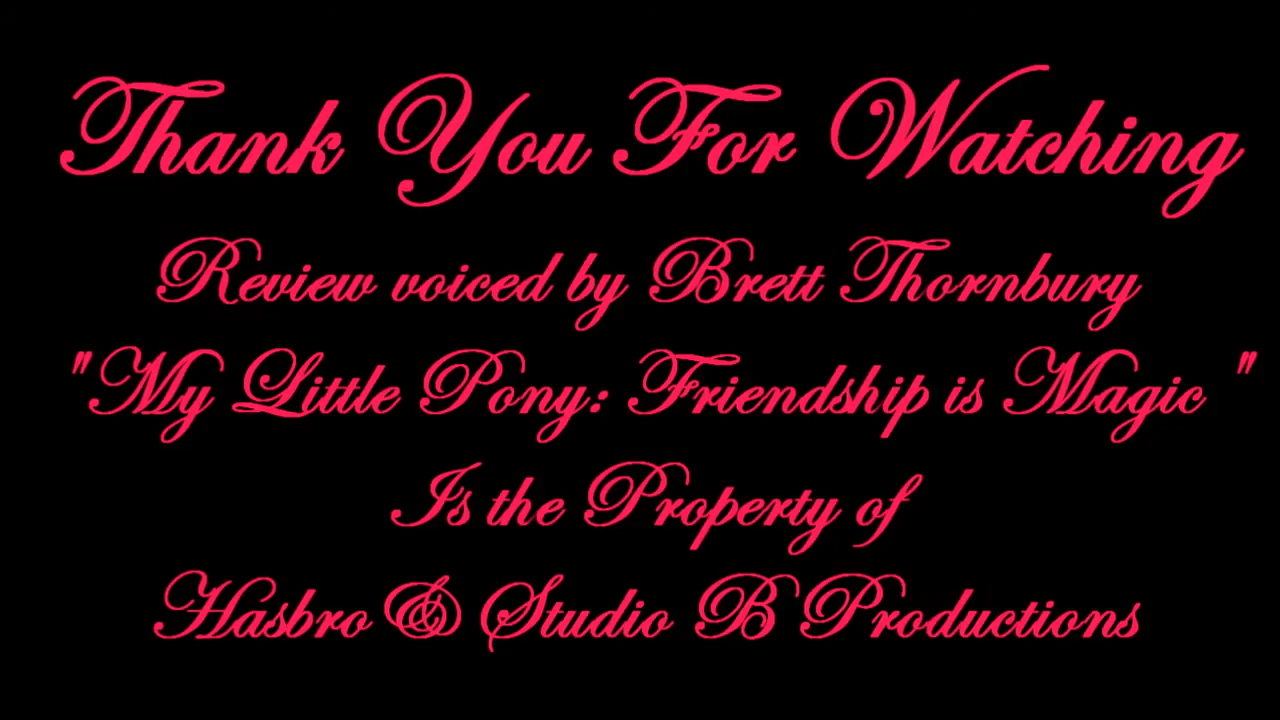 Thank You For Watching
Review voiced by Brett Thornbury
"My Little Pony: Friendship is Magic "
Is the Property of
Hasbro & Studio B Productions